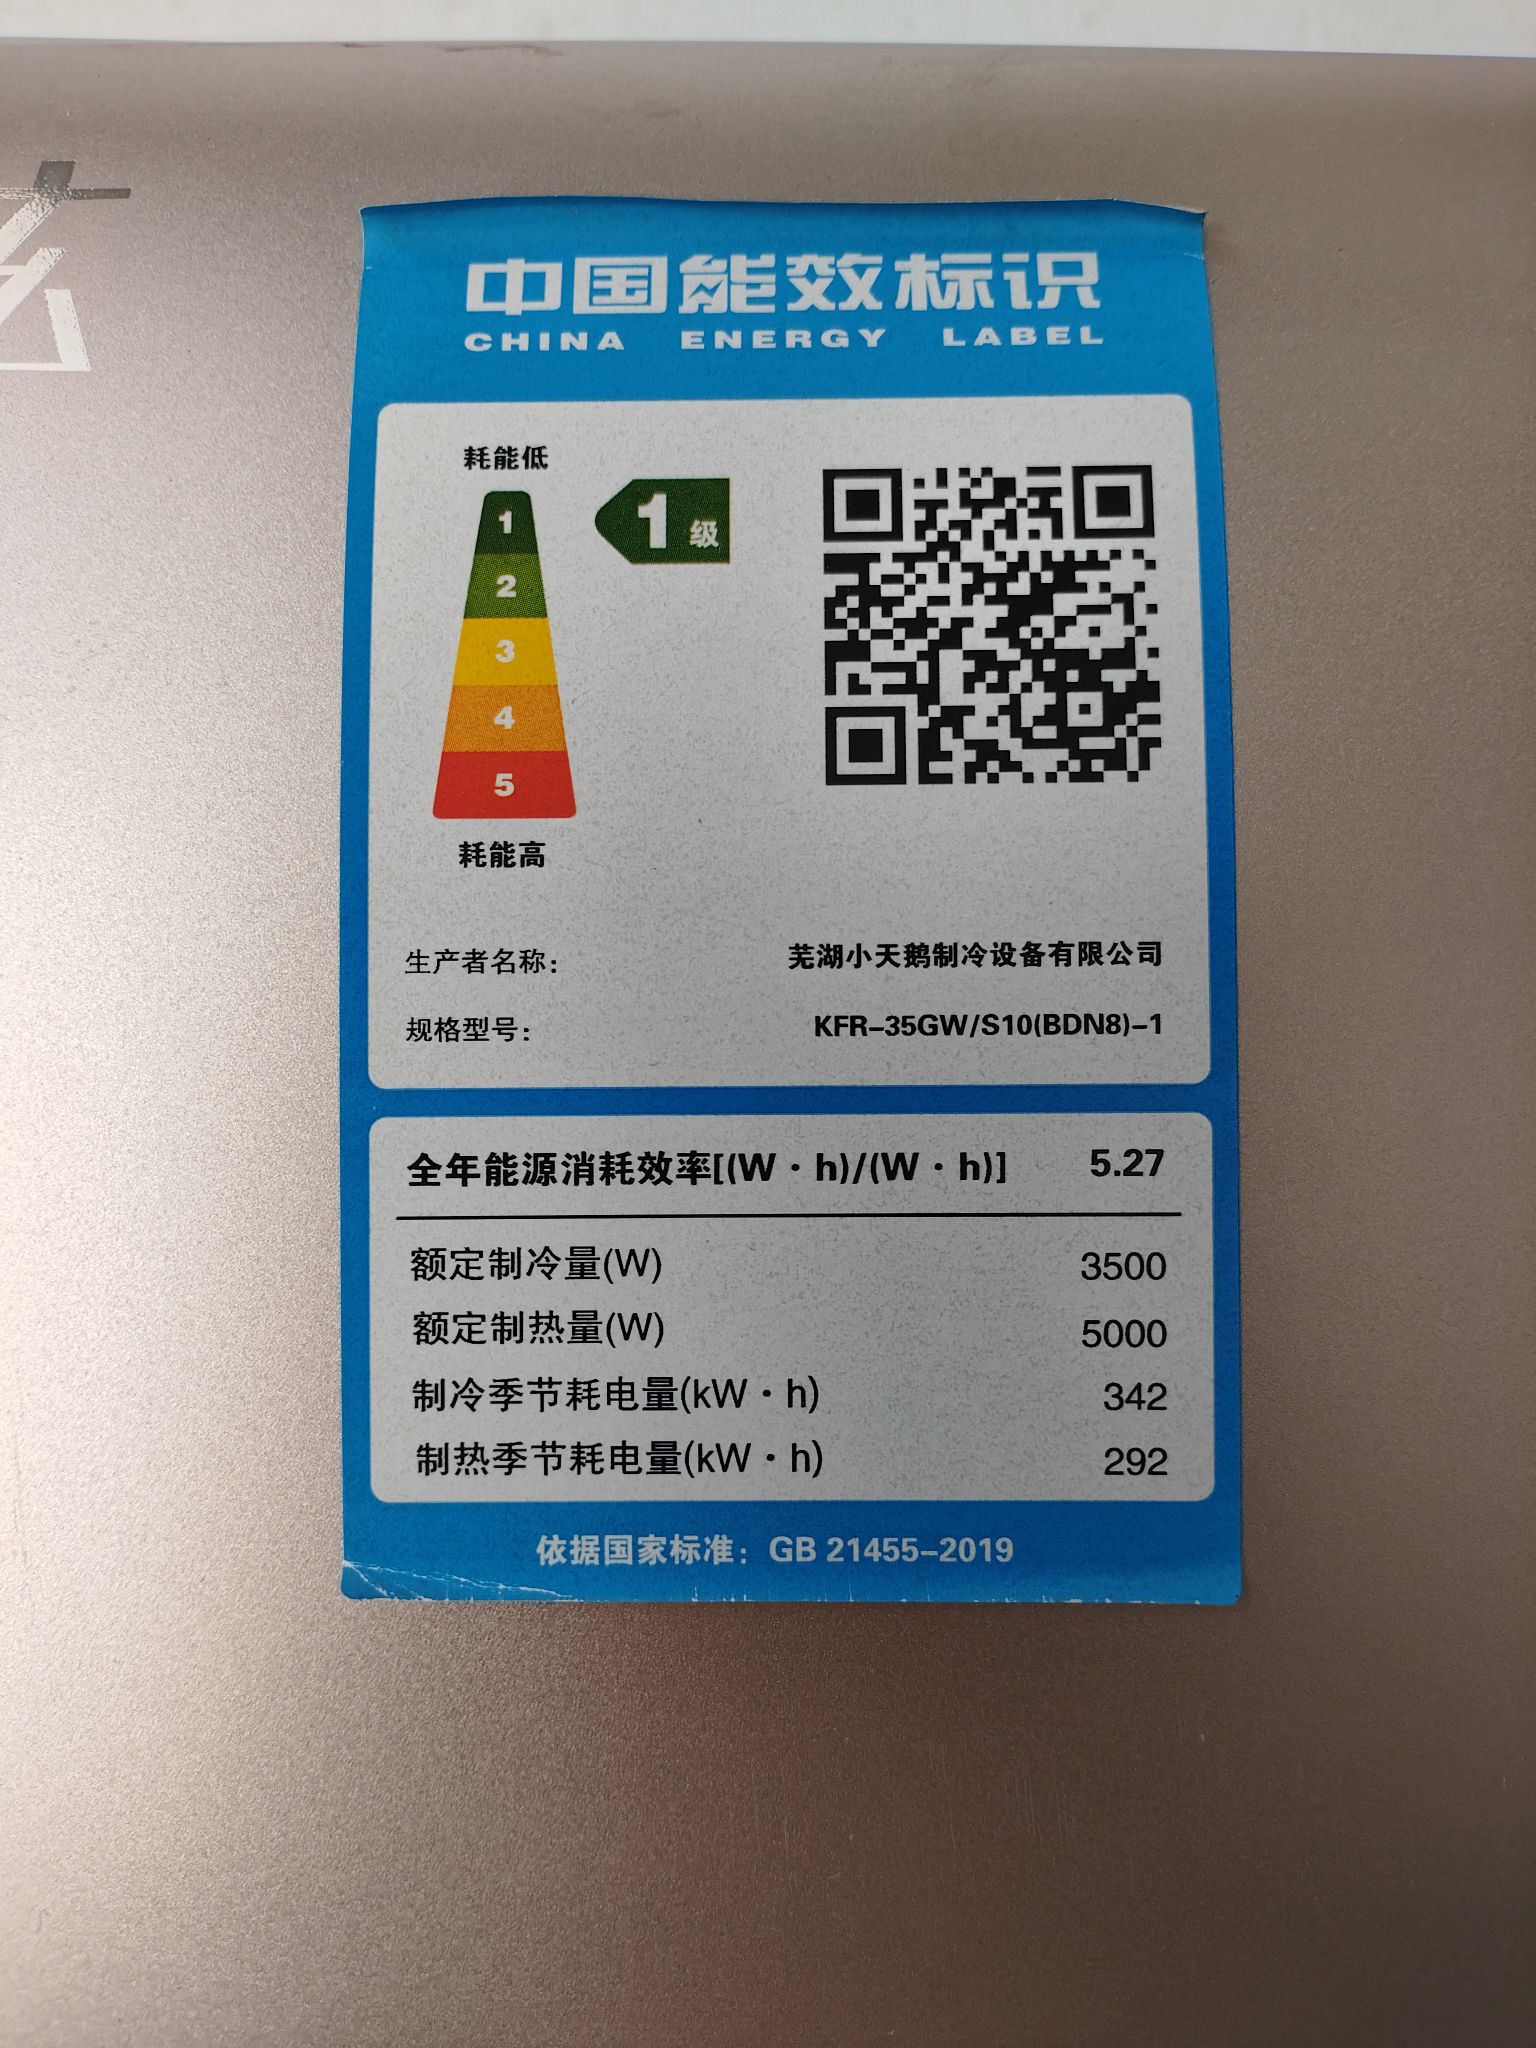 中国能效标识
CHINA ENERGY LABEL
耗能低
1
1级
2
3
4
5
耗能高
生产者名称： 芜湖小天鹅制冷设备有限公司
规格型号： KFR-35GW/S10(BDN8)-1
全年能源消耗效率[(W·h)/(W·h)] 5.27
额定制冷量(W) 3500
额定制热量(W) 5000
制冷季节耗电量(kW·h) 342
制热季节耗电量(kW·h) 292
依据国家标准：GB 21455-2019